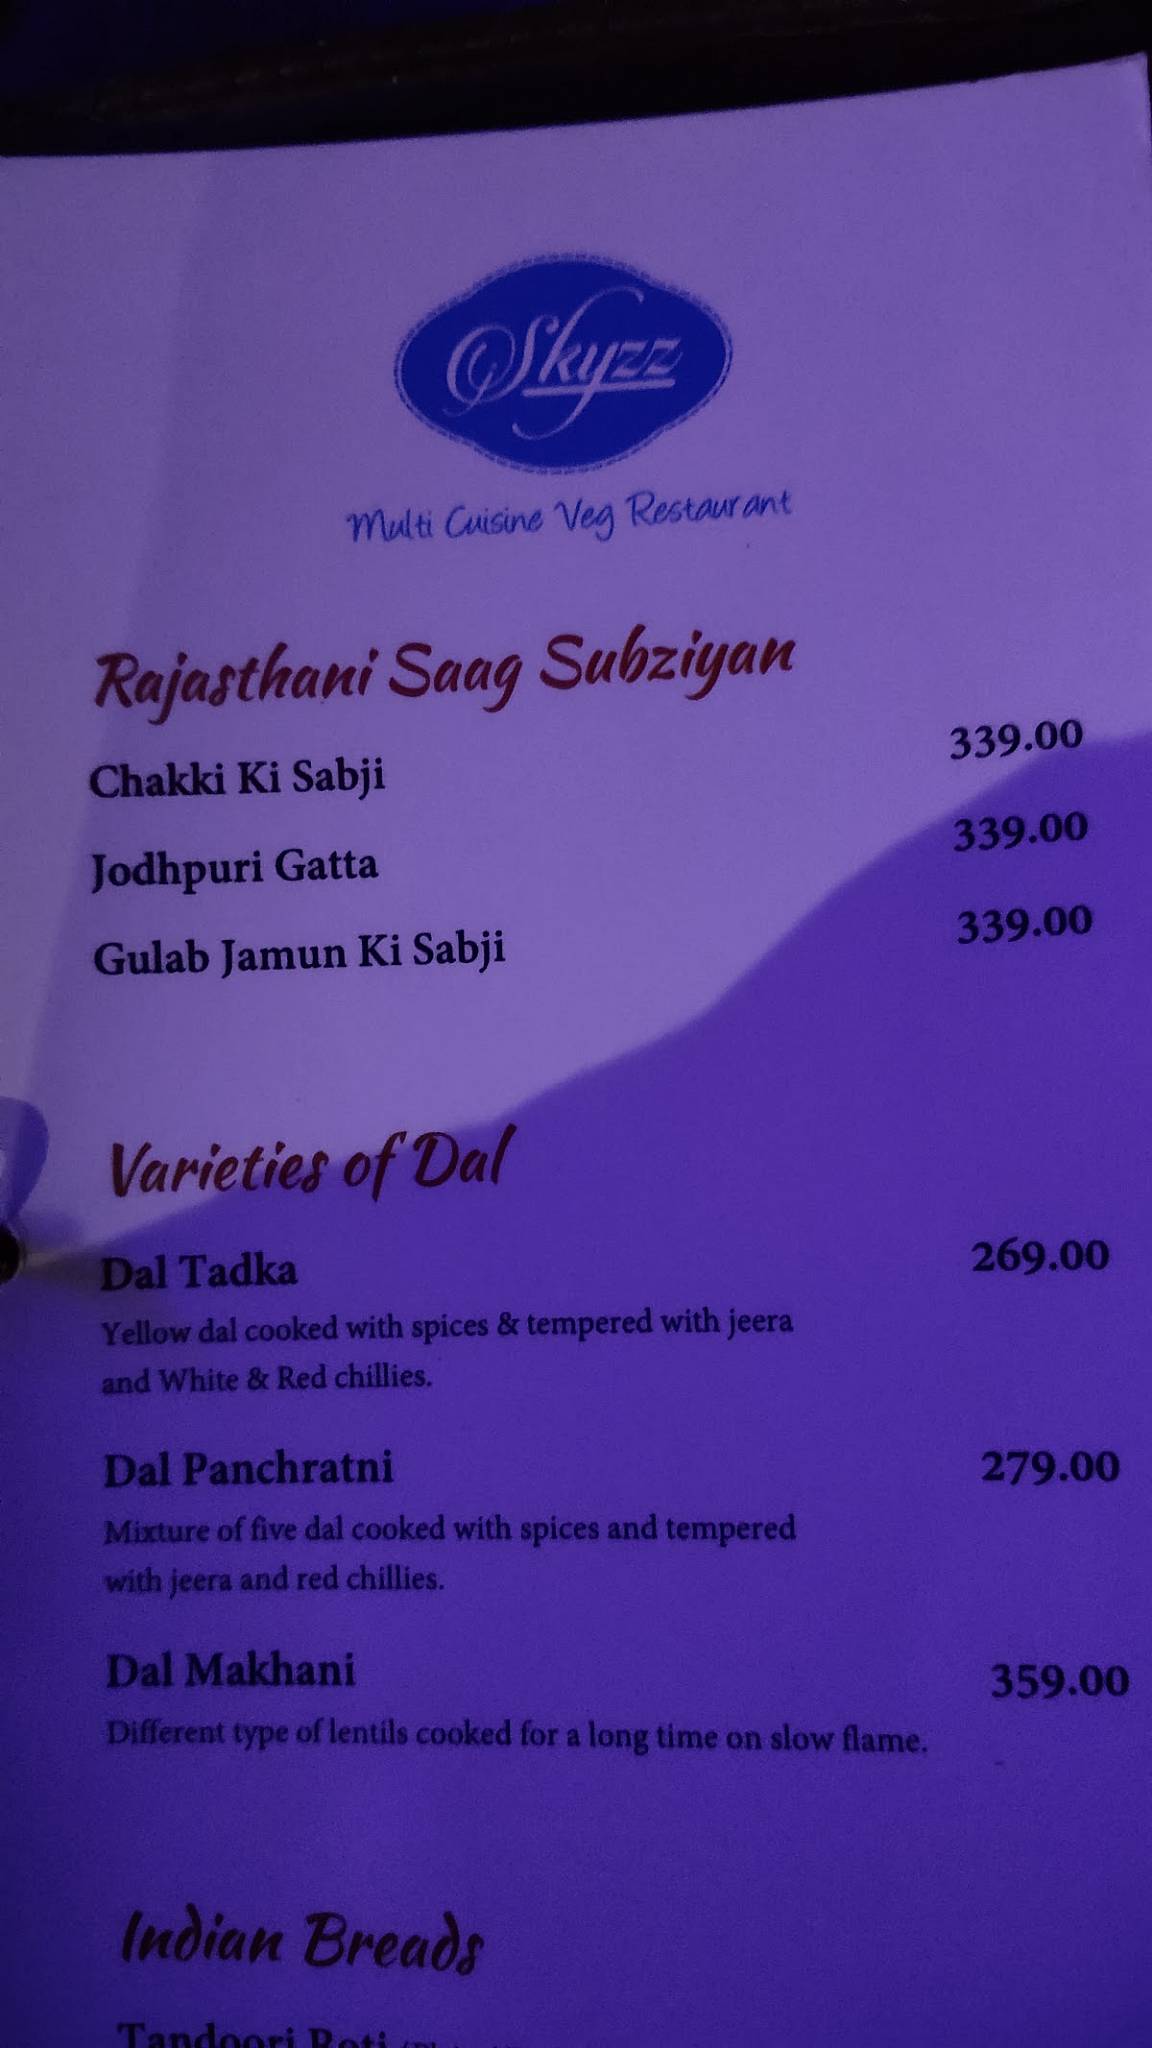 Skyzz
Multi Cuisine Veg Restaurant
Rajasthani Saag Subziyan
Chakki Ki Sabji 339.00
Jodhpuri Gatta 339.00
Gulab Jamun Ki Sabji 339.00
Varieties of Dal
Dal Tadka 269.00
Yellow dal cooked with spices & tempered with jeera
and White & Red chillies.
Dal Panchratni 279.00
Mixture of five dal cooked with spices and tempered
with jeera and red chillies.
Dal Makhani 359.00
Different type of lentils cooked for a long time on slow flame.
Indian Breads
Tandoori Roti